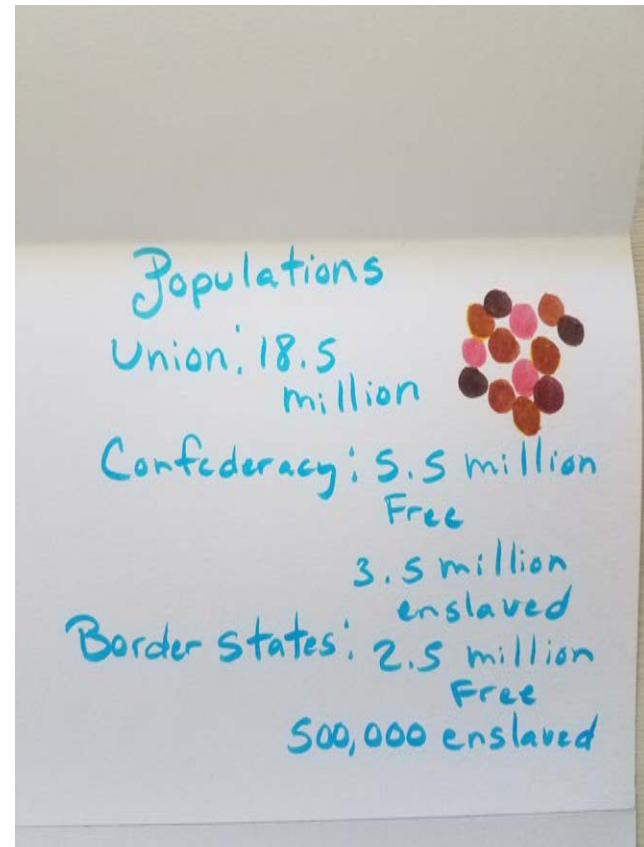 Populations
Union: 18.5
million
Confederacy: 5.5 million
Free
3.5 million
enslaved
Border states: 2.5 million
Free
500,000 enslaved